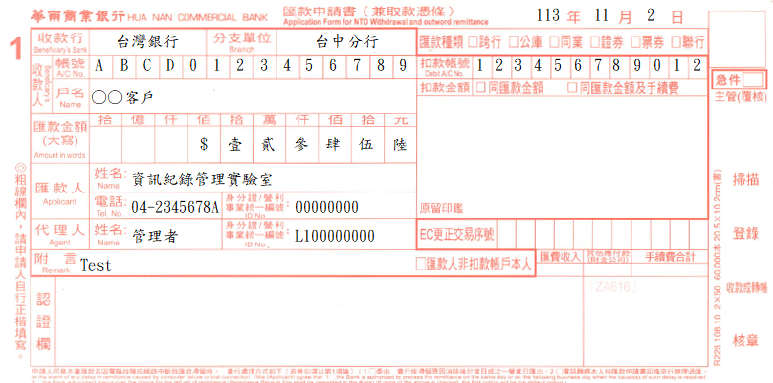 華南商業銀行 HUA NAN COMMERCIAL BANK 匯款申請書(兼取款憑條) 113 年 11 月 2 日
Application Form for NTD Withdrawal and outward remittance
1
收款行 Beneficiary's Bank 台灣銀行 分支單位 Branch 台中分行 匯款種類 □跨行 □公庫 □同業 □證券 □票券 □聯行
收款人 Beneficiary's
帳號 A/C No. A B C D 0 1 2 3 4 5 6 7 8 9 扣款帳號 Debit A/C No. 1 2 3 4 5 6 7 8 9 0 1 2
戶名 Name ○○客戶 扣款金額 □同匯款金額 □同匯款金額及手續費
急件
主管(覆核)
匯款金額 (大寫) Amount in words 拾 億 仟 佰 拾 萬 仟 佰 拾 元
$ 壹 貳 參 肆 伍 陸
匯款人 Applicant 姓名: Name 資訊紀錄管理實驗室
電話: Tel. No. 04-2345678A 身分證/營利事業統一編號: ID No. 00000000
原留印鑑
代理人 Agent 姓名: Name 管理者 身分證/營利事業統一編號: ID No. L100000000
EC更正交易序號
附言 Remark Test □匯款人非扣款帳戶本人 匯費收入 其他應付款(財金公司) 手續費合計
(ZA616)
認證欄
◎粗線欄內,請申請人自行正楷填寫。
掃描
登錄
收款或轉帳
核章